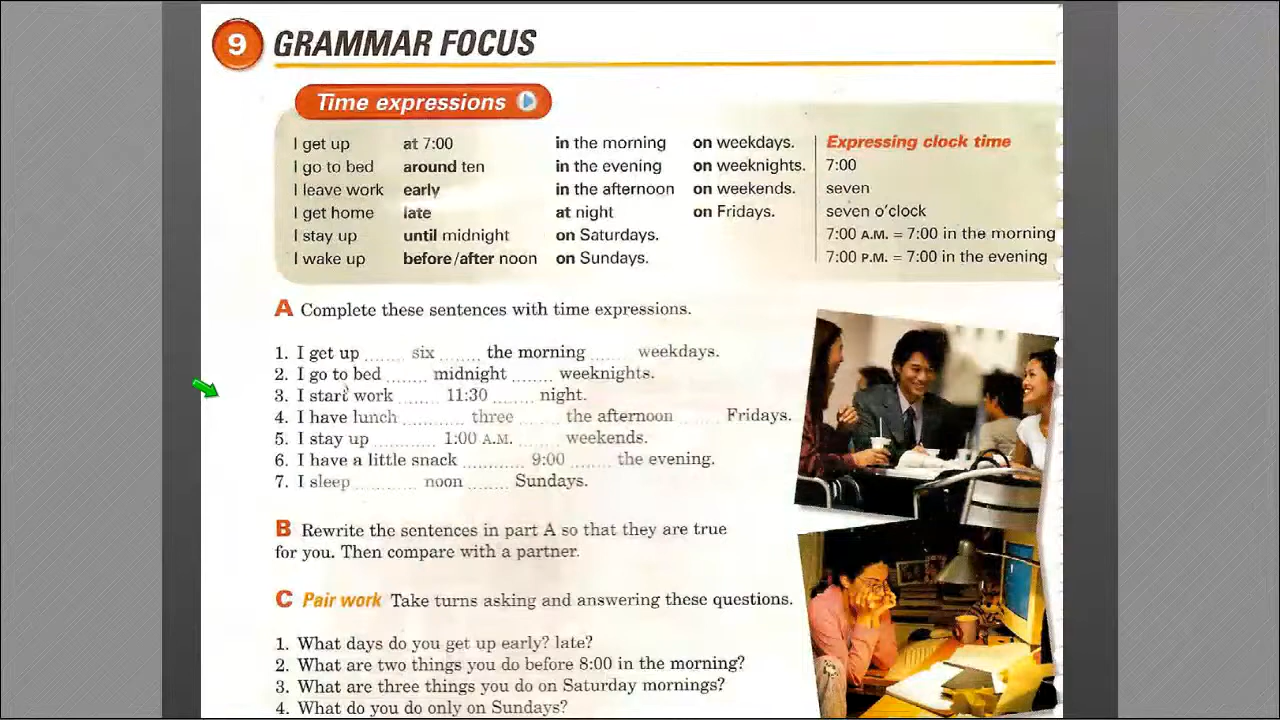 9 GRAMMAR FOCUS
Time expressions
I get up at 7:00 in the morning on weekdays.
I go to bed around ten in the evening on weeknights.
I leave work early in the afternoon on weekends.
I get home late at night on Fridays.
I stay up until midnight on Saturdays.
I wake up before/after noon on Sundays.
Expressing clock time
7:00
seven
seven o'clock
7:00 A.M. = 7:00 in the morning
7:00 P.M. = 7:00 in the evening
A Complete these sentences with time expressions.
1. I get up ........ six ........ the morning ........ weekdays.
2. I go to bed ........ midnight ........ weeknights.
3. I start work ........ 11:30 ........ night.
4. I have lunch ............ three ........ the afternoon ........ Fridays.
5. I stay up ............ 1:00 A.M. ........ weekends.
6. I have a little snack ............ 9:00 ........ the evening.
7. I sleep ............ noon ........ Sundays.
B Rewrite the sentences in part A so that they are true
for you. Then compare with a partner.
C Pair work Take turns asking and answering these questions.
1. What days do you get up early? late?
2. What are two things you do before 8:00 in the morning?
3. What are three things you do on Saturday mornings?
4. What do you do only on Sundays?